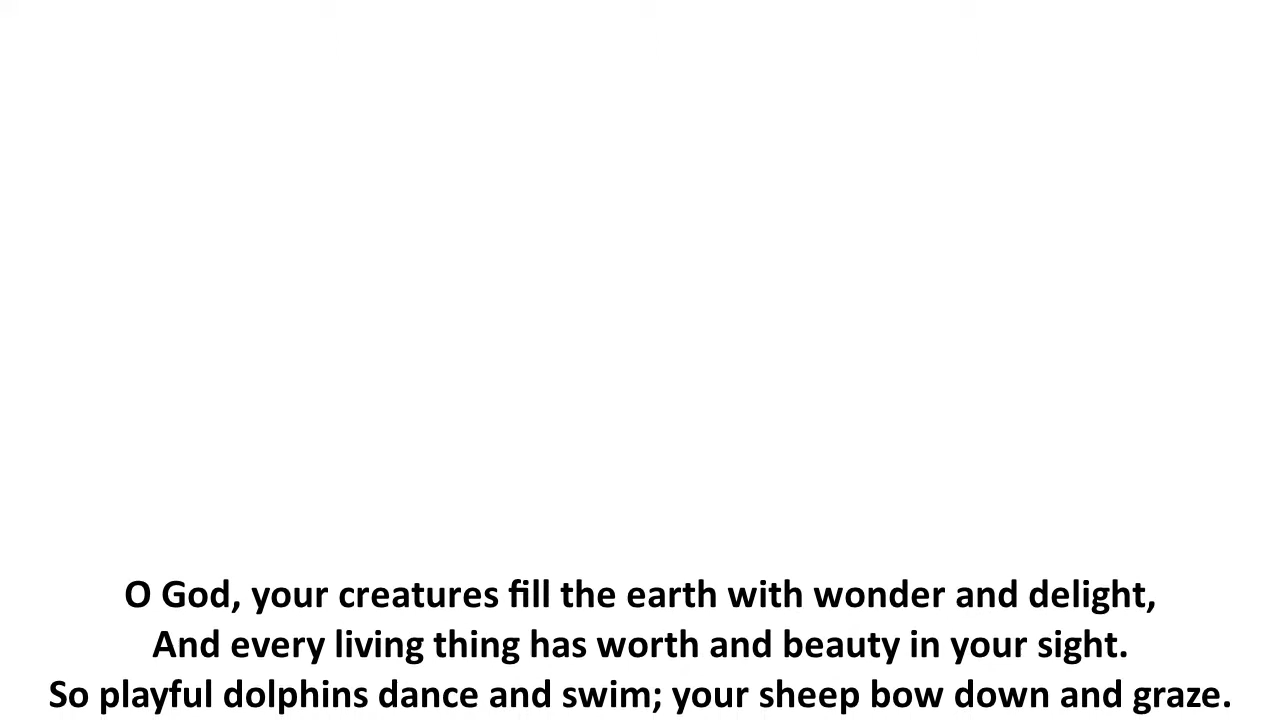 O God, your creatures fill the earth with wonder and delight,
And every living thing has worth and beauty in your sight.
So playful dolphins dance and swim; your sheep bow down and graze.